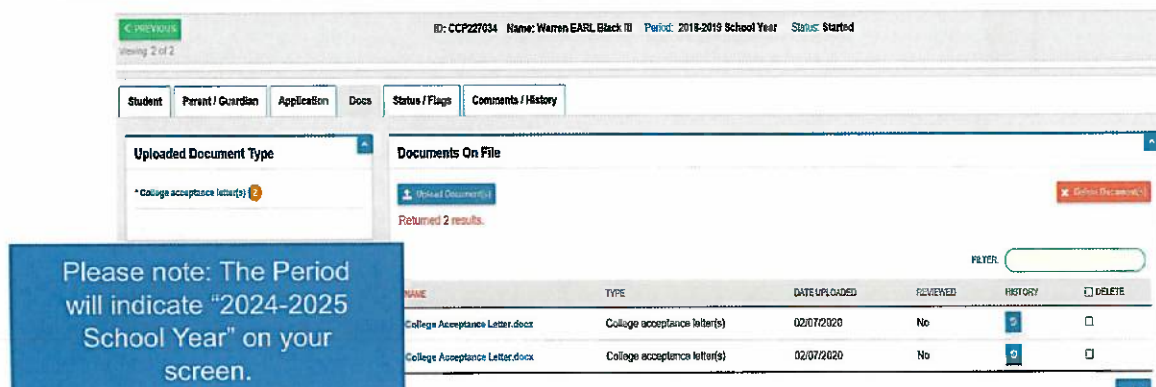 < PREVIOUS
Viewing 2 of 2
ID: CCP227034 Name: Warren EARL Black III Period: 2018-2019 School Year Status: Started
Student Parent / Guardian Application Docs Status / Flags Comments / History
Uploaded Document Type
* College acceptance letter(s) 2
Documents On File
Upload Document(s)
Delete Document(s)
Returned 2 results.
FILTER:
NAME TYPE DATE UPLOADED REVIEWED HISTORY DELETE
College Acceptance Letter.docx College acceptance letter(s) 02/07/2020 No
College Acceptance Letter.docx College acceptance letter(s) 02/07/2020 No
Please note: The Period
will indicate "2024-2025
School Year" on your
screen.